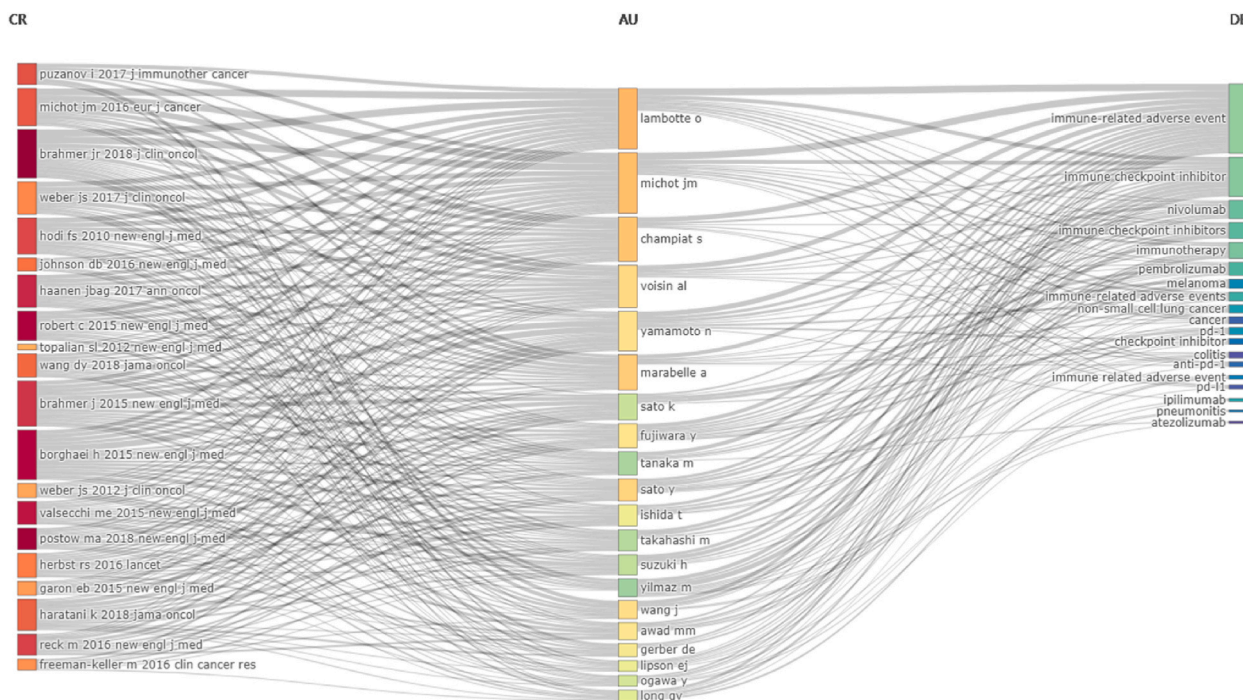 CR
AU
puzanov i 2017 j immunother cancer
michot jm 2016 eur j cancer
brahmer jr 2018 j clin oncol
weber js 2017 j clin oncol
hodi fs 2010 new engl j med
johnson db 2016 new engl j med
haanen jbag 2017 ann oncol
robert c 2015 new engl j med
topalian sl 2012 new engl j med
wang dy 2018 jama oncol
brahmer j 2015 new engl j med
borghaei h 2015 new engl j med
weber js 2012 j clin oncol
valsecchi me 2015 new engl j med
postow ma 2018 new engl j med
herbst rs 2016 lancet
garon eb 2015 new engl j med
haratani k 2018 jama oncol
reck m 2016 new engl j med
freeman-keller m 2016 clin cancer res
lambotte o
michot jm
champiat s
voisin al
yamamoto n
marabelle a
sato k
fujiwara y
tanaka m
sato y
ishida t
takahashi m
suzuki h
yilmaz m
wang j
awad mm
gerber de
lipson ej
ogawa y
long gv
immune-related adverse event
immune checkpoint inhibitor
nivolumab
immune checkpoint inhibitors
immunotherapy
pembrolizumab
melanoma
immune-related adverse events
non-small cell lung cancer
cancer
pd-1
checkpoint inhibitor
colitis
anti-pd-1
immune related adverse event
pd-l1
ipilimumab
pneumonitis
atezolizumab